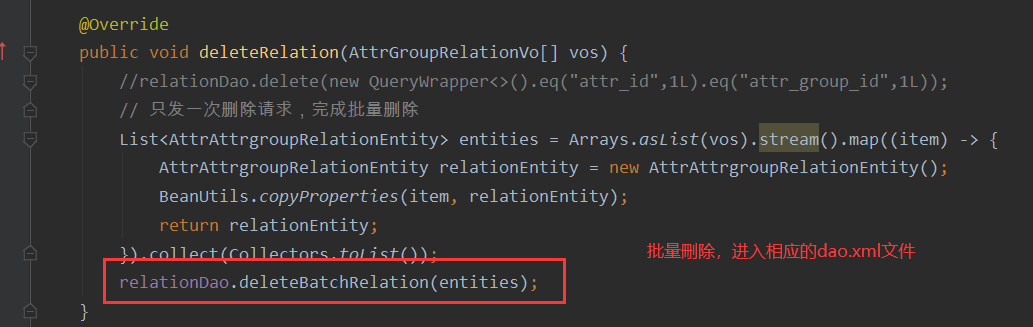 @Override
public void deleteRelation(AttrGroupRelationVo[] vos) {
//relationDao.delete(new QueryWrapper<>().eq("attr_id",1L).eq("attr_group_id",1L));
// 只发一次删除请求，完成批量删除
List<AttrAttrgroupRelationEntity> entities = Arrays.asList(vos).stream().map((item) -> {
AttrAttrgroupRelationEntity relationEntity = new AttrAttrgroupRelationEntity();
BeanUtils.copyProperties(item, relationEntity);
return relationEntity;
}).collect(Collectors.toList());
批量刪除，进入相应的dao.xml文件
relationDao.deleteBatchRelation(entities);
}